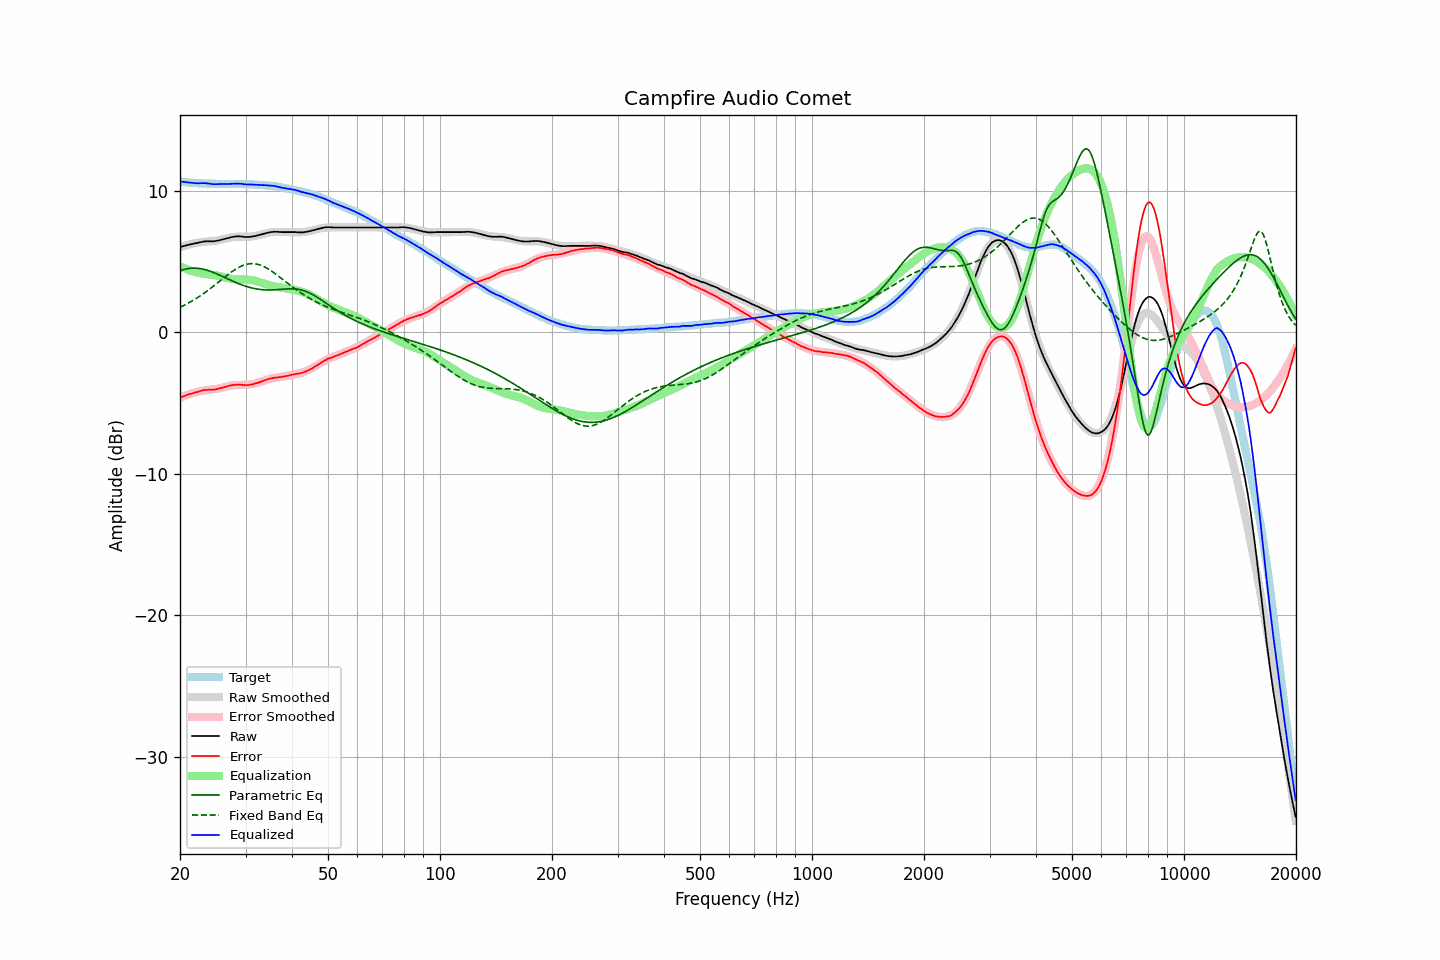 Campfire Audio Comet
Amplitude (dBr)
10
0
−10
−20
−30
Target
Raw Smoothed
Error Smoothed
Raw
Error
Equalization
Parametric Eq
Fixed Band Eq
Equalized
20 50 100 200 500 1000 2000 5000 10000 20000
Frequency (Hz)